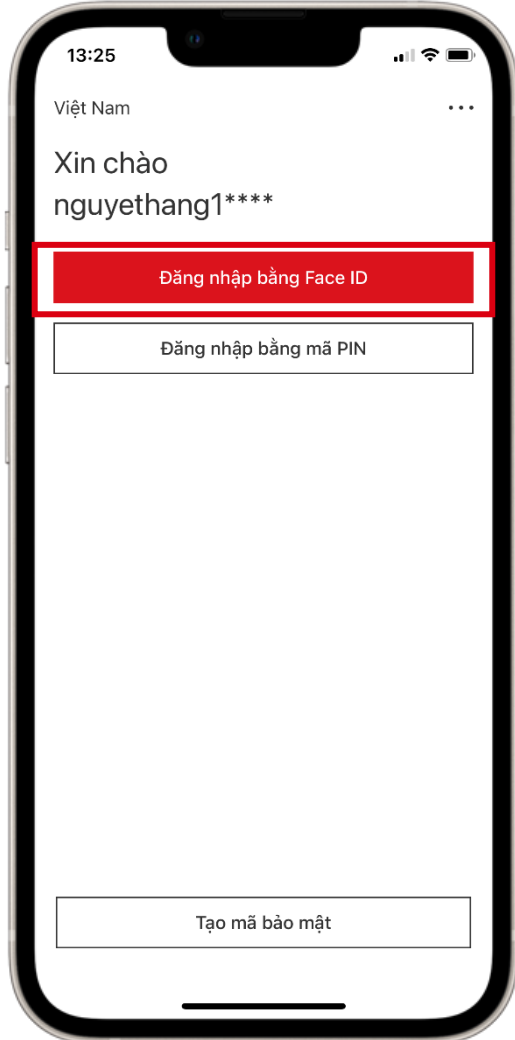 13:25
Việt Nam
Xin chào
nguyethang1****
Đăng nhập bằng Face ID
Đăng nhập bằng mã PIN
Tạo mã bảo mật